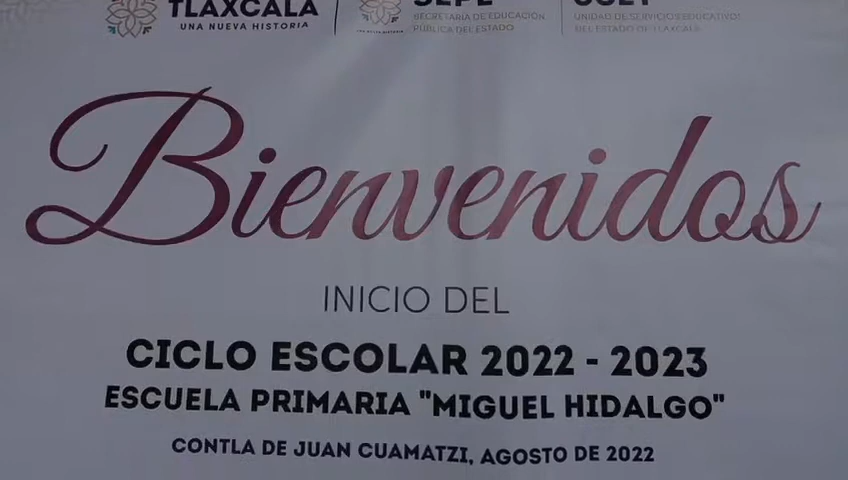 TLAXCALA
UNA NUEVA HISTORIA
SEPE
SECRETARÍA DE EDUCACIÓN
PÚBLICA DEL ESTADO
USET
UNIDAD DE SERVICIOS EDUCATIVOS
DEL ESTADO DE TLAXCALA
Bienvenidos
INICIO DEL
CICLO ESCOLAR 2022 - 2023
ESCUELA PRIMARIA "MIGUEL HIDALGO"
CONTLA DE JUAN CUAMATZI, AGOSTO DE 2022